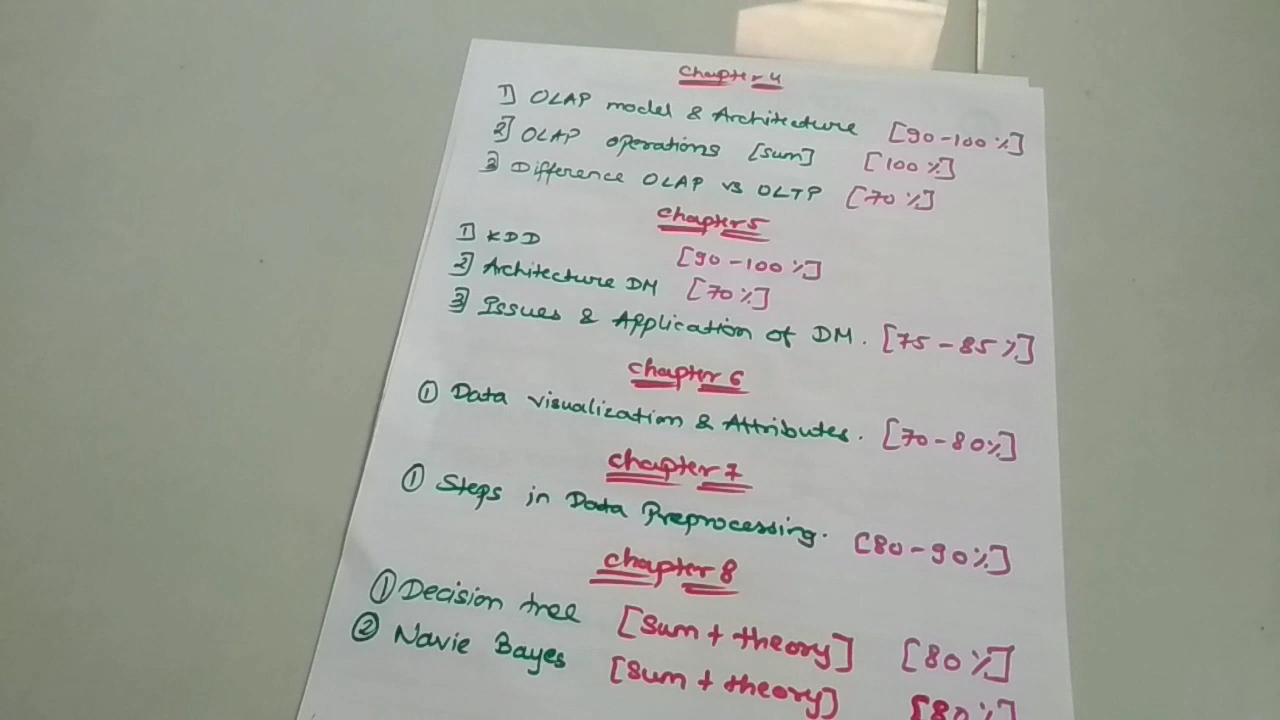 Chapter 4
1] OLAP model & Architecture [90-100%]
2] OLAP operations [sum] [100%]
3] Difference OLAP vs OLTP [70%]
Chapter 5
1] KDD [90-100%]
2] Architecture DM [70%]
3] Issues & Application of DM. [75-85%]
Chapter 6
① Data visualization & Attributes. [70-80%]
Chapter 7
① Steps in Data Preprocessing. [80-90%]
Chapter 8
① Decision tree [sum + theory] [80%]
② Navie Bayes [sum + theory] [80%]